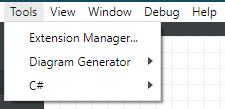 Tools View Window Debug Help
Extension Manager...
Diagram Generator
C#